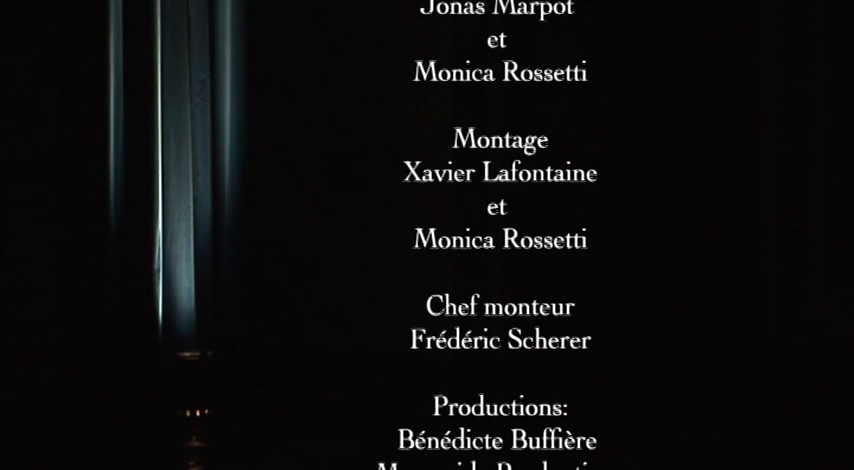 Jonas Marpot
et
Monica Rossetti
Montage
Xavier Lafontaine
et
Monica Rossetti
Chef monteur
Frédéric Scherer
Productions:
Bénédicte Buffière